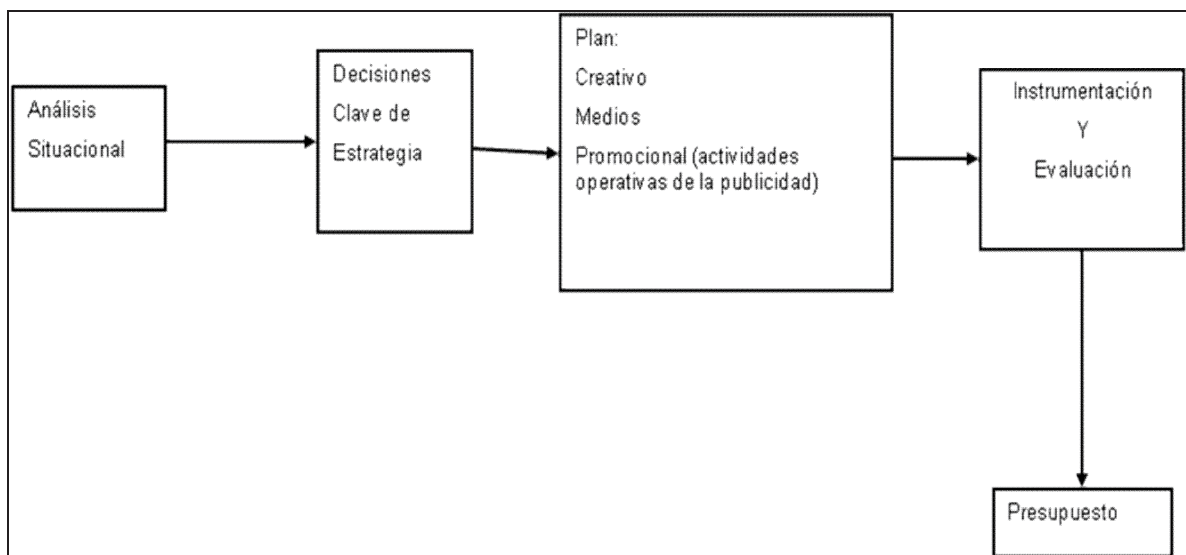 Análisis
Situacional
Decisiones
Clave de
Estrategia
Plan:
Creativo
Medios
Promocional (actividades
operativas de la publicidad)
Instrumentación
Y
Evaluación
Presupuesto